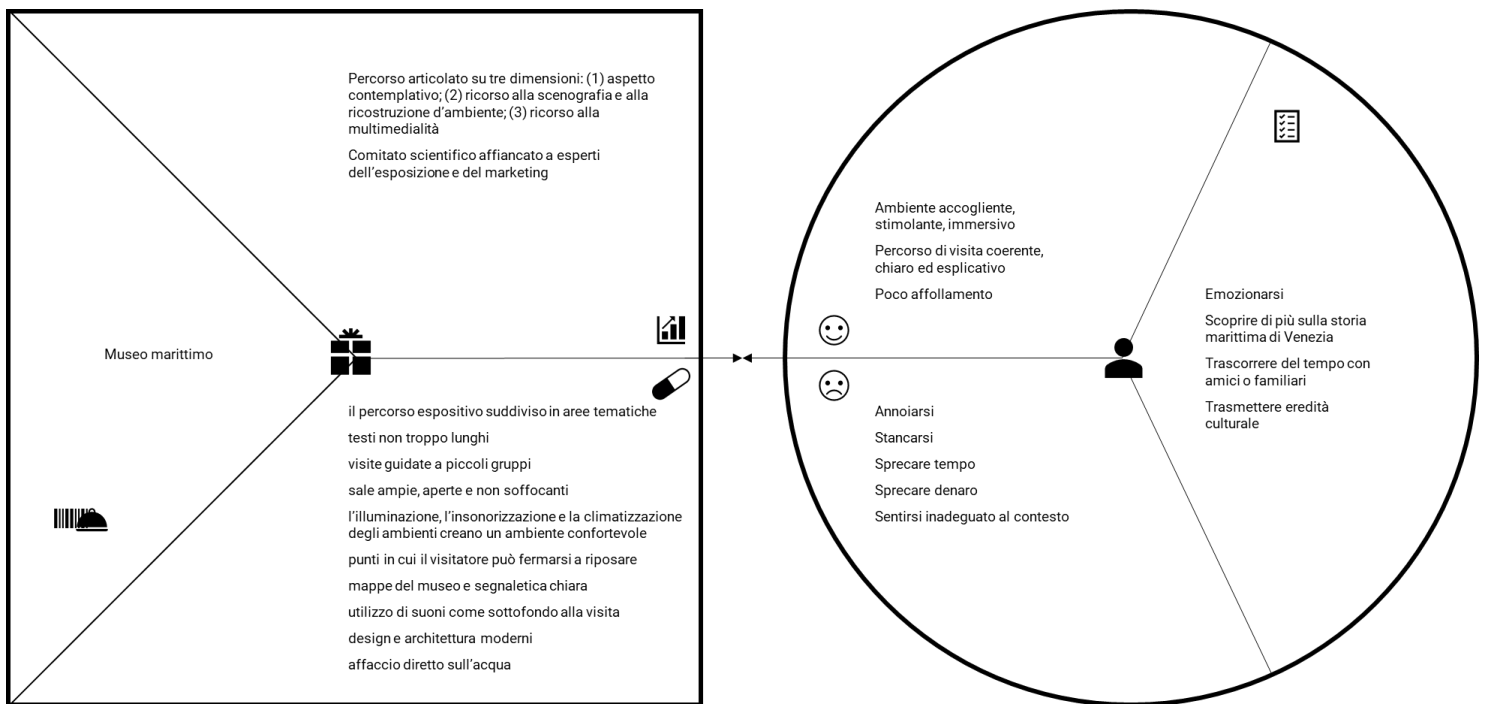 Percorso articolato su tre dimensioni: (1) aspetto
contemplativo; (2) ricorso alla scenografia e alla
ricostruzione d'ambiente; (3) ricorso alla
multimedialità
Comitato scientifico affiancato a esperti
dell'esposizione e del marketing
Museo marittimo
il percorso espositivo suddiviso in aree tematiche
testi non troppo lunghi
visite guidate a piccoli gruppi
sale ampie, aperte e non soffocanti
l'illuminazione, l'insonorizzazione e la climatizzazione
degli ambienti creano un ambiente confortevole
punti in cui il visitatore può fermarsi a riposare
mappe del museo e segnaletica chiara
utilizzo di suoni come sottofondo alla visita
design e architettura moderni
affaccio diretto sull'acqua
Ambiente accogliente,
stimolante, immersivo
Percorso di visita coerente,
chiaro ed esplicativo
Poco affollamento
Annoiarsi
Stancarsi
Sprecare tempo
Sprecare denaro
Sentirsi inadeguato al contesto
Emozionarsi
Scoprire di più sulla storia
marittima di Venezia
Trascorrere del tempo con
amici o familiari
Trasmettere eredità
culturale